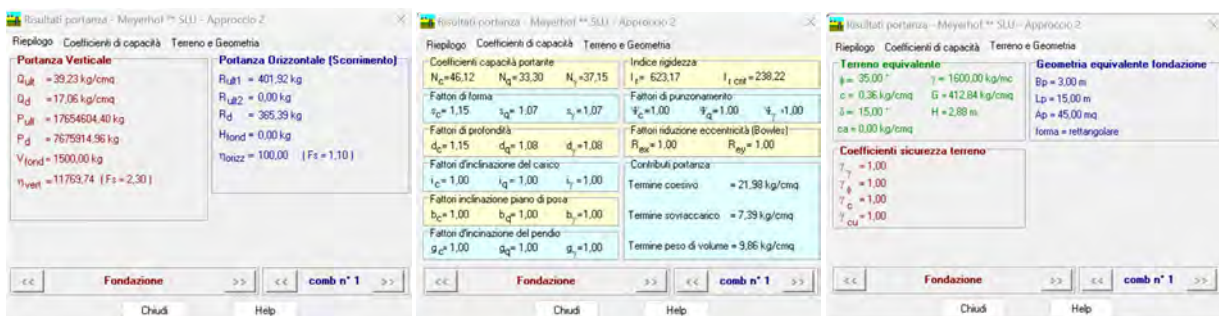 Risultati portanza - Meyerhof ** SLU - Approccio 2
Riepilogo Coefficienti di capacità Terreno e Geometria
Portanza Verticale
Qult = 39,23 kg/cmq
Qd = 17,06 kg/cmq
Pult = 17654604,40 kg
Pd = 7675914,96 kg
Vfond = 1500,00 kg
ηvert = 11769,74 (Fs = 2,30)
Portanza Orizzontale (Scorrimento)
Rult1 = 401,92 kg
Rult2 = 0,00 kg
Rd = 365,39 kg
Hfond = 0,00 kg
ηorizz = 100,00 (Fs = 1,10)
<< Fondazione >> << comb n° 1 >>
Chiudi Help
Risultati portanza - Meyerhof ** SLU - Approccio 2
Riepilogo Coefficienti di capacità Terreno e Geometria
Coefficienti capacità portante
Nc=46,12 Nq=33,30 Nγ=37,15
Indice rigidezza
Ir= 623,17 Ir crit=238,22
Fattori di forma
sc= 1,15 sq= 1,07 sγ=1,07
Fattori di punzonamento
Ψc=1,00 Ψq=1,00 Ψγ=1,00
Fattori di profondità
dc= 1,15 dq= 1,08 dγ=1,08
Fattori riduzione eccentricità (Bowles)
Rex= 1.00 Rey= 1.00
Fattori d'inclinazione del carico
ic= 1,00 iq= 1,00 iγ=1,00
Fattori inclinazione piano di posa
bc= 1,00 bq= 1,00 bγ=1,00
Fattori d'incinazione del pendio
gc= 1,00 gq= 1,00 gγ=1,00
Contributi portanza
Termine coesivo = 21,98 kg/cmq
Termine sovraccarico = 7,39 kg/cmq
Termine peso di volume = 9,86 kg/cmq
<< Fondazione >> << comb n° 1 >>
Chiudi Help
Risultati portanza - Meyerhof ** SLU - Approccio 2
Riepilogo Coefficienti di capacità Terreno e Geometria
Terreno equivalente
ϕ = 35,00 ° γ = 1600,00 kg/mc
c = 0,36 kg/cmq G = 412,84 kg/cmq
δ = 15,00 ° H = 2,88 m
ca = 0,00 kg/cmq
Coefficienti sicurezza terreno
γγ = 1,00
γϕ = 1,00
γc = 1,00
γcu = 1,00
Geometria equivalente fondazione
Bp = 3,00 m
Lp = 15,00 m
Ap = 45,00 mq
forma = rettangolare
<< Fondazione >> << comb n° 1 >>
Chiudi Help